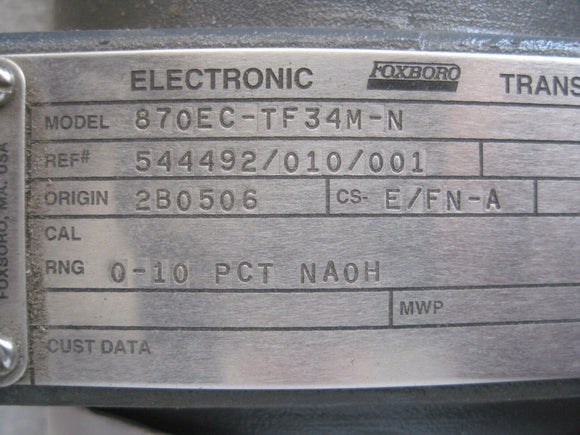 ELECTRONIC FOXBORO TRANS
MODEL 870EC-TF34M-N
REF# 544492/010/001
ORIGIN 2B0506 CS- E/FN-A
CAL
RNG 0-10 PCT NAOH
MWP
CUST DATA
FOXBORO, MA. USA